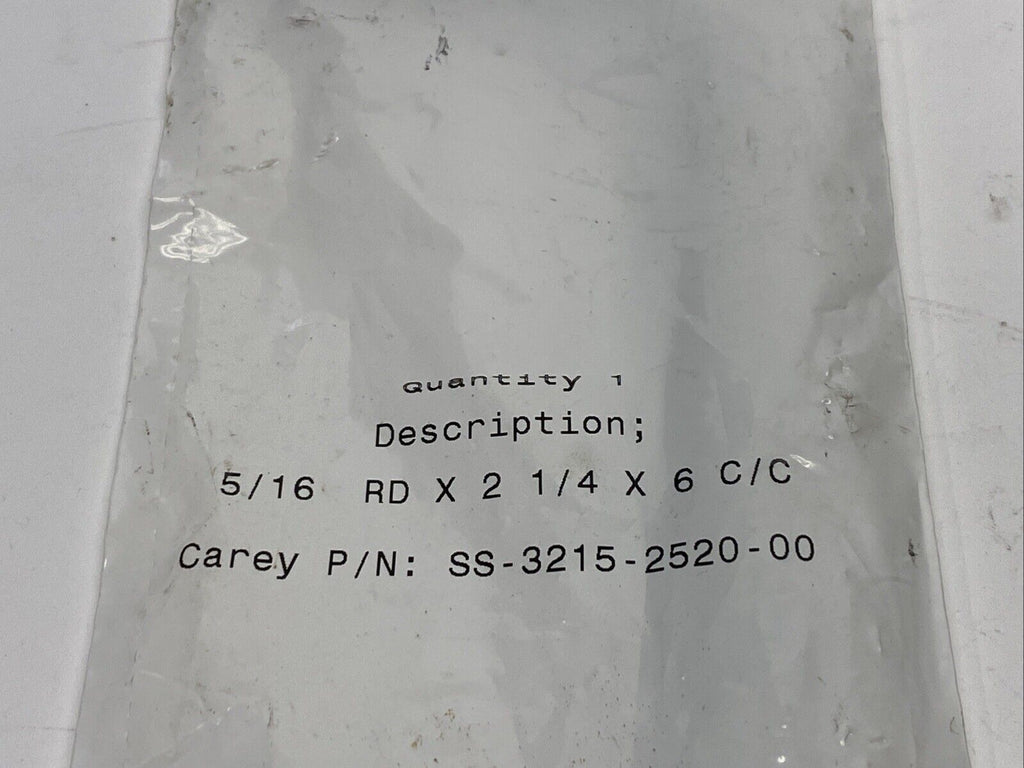 Quantity 1
Description;
5/16 RD X 2 1/4 X 6 C/C
Carey P/N: SS-3215-2520-00